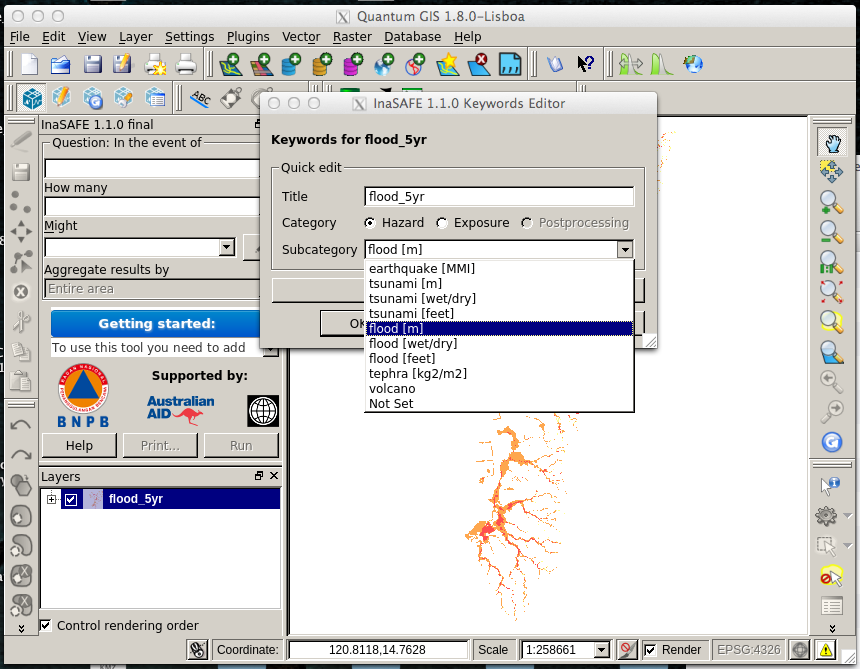 Quantum GIS 1.8.0-Lisboa
File Edit View Layer Settings Plugins Vector Raster Database Help
ABC
InaSAFE 1.1.0 final
Question: In the event of
How many
Might
Aggregate results by
Entire area
Getting started:
To use this tool you need to add
Supported by:
BNPB
Australian
AID
Help Print... Run
Layers
flood_5yr
Control rendering order
InaSAFE 1.1.0 Keywords Editor
Keywords for flood_5yr
Quick edit
Title flood_5yr
Category Hazard Exposure Postprocessing
Subcategory flood [m]
earthquake [MMI]
tsunami [m]
tsunami [wet/dry]
tsunami [feet]
flood [m]
flood [wet/dry]
flood [feet]
tephra [kg2/m2]
volcano
Not Set
Coordinate: 120.8118,14.7628 Scale 1:258661 Render EPSG:4326